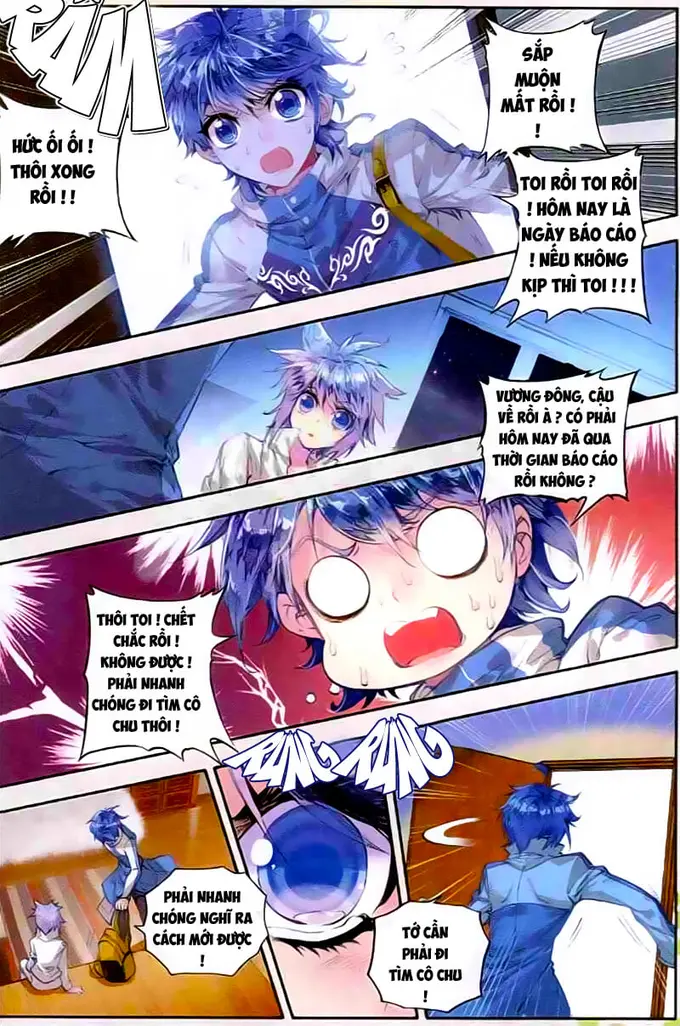 RẦM
SẮP
MUỘN
MẤT RỒI !
!
HỨC ỐI ỐI !
THÔI XONG
RỒI ! !
TOI RỒI TOI RỒI
! HÔM NAY LÀ
NGÀY BÁO CÁO
! NẾU KHÔNG
KỊP THÌ TOI ! ! !
VƯƠNG ĐÔNG, CẬU
VỀ RỒI À ? CÓ PHẢI
HÔM NAY ĐÃ QUA
THỜI GIAN BÁO CÁO
RỒI KHÔNG ?
THÔI TOI ! CHẾT
CHẮC RỒI !
KHÔNG ĐƯỢC !
PHẢI NHANH
CHÓNG ĐI TÌM CÔ
CHU THÔI !
RUNG RUNG
PHẢI NHANH
CHÓNG NGHĨ RA
CÁCH MỚI ĐƯỢC
!
TỚ CẦN
PHẢI ĐI
TÌM CÔ CHU
!